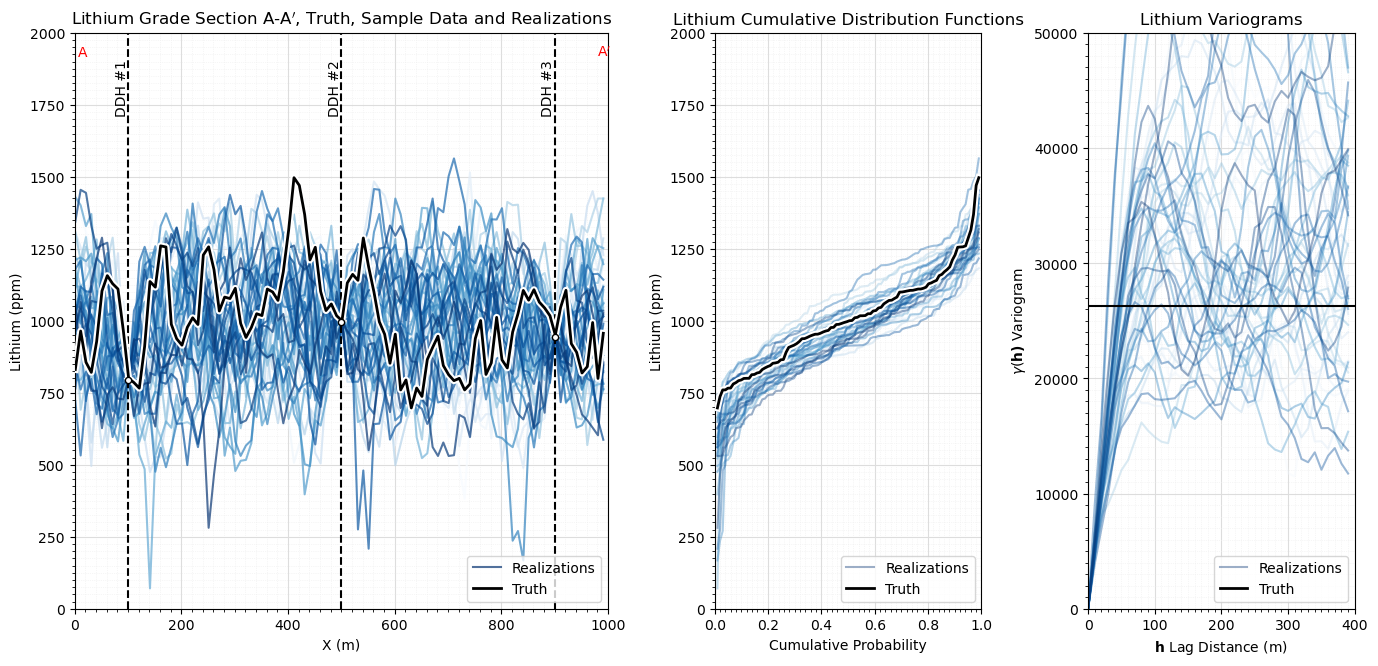 Lithium Grade Section A-A′, Truth, Sample Data and Realizations
2000
1750
1500
1250
1000
750
500
250
0
Lithium (ppm)
A
A
DDH #1
DDH #2
DDH #3
Realizations
Truth
0
200
400
600
800
1000
X (m)
Lithium Cumulative Distribution Functions
2000
1750
1500
1250
1000
750
500
250
0
Lithium (ppm)
Realizations
Truth
0.0
0.2
0.4
0.6
0.8
1.0
Cumulative Probability
Lithium Variograms
50000
40000
30000
20000
10000
0
γ(h) Variogram
Realizations
Truth
0
100
200
300
400
h Lag Distance (m)